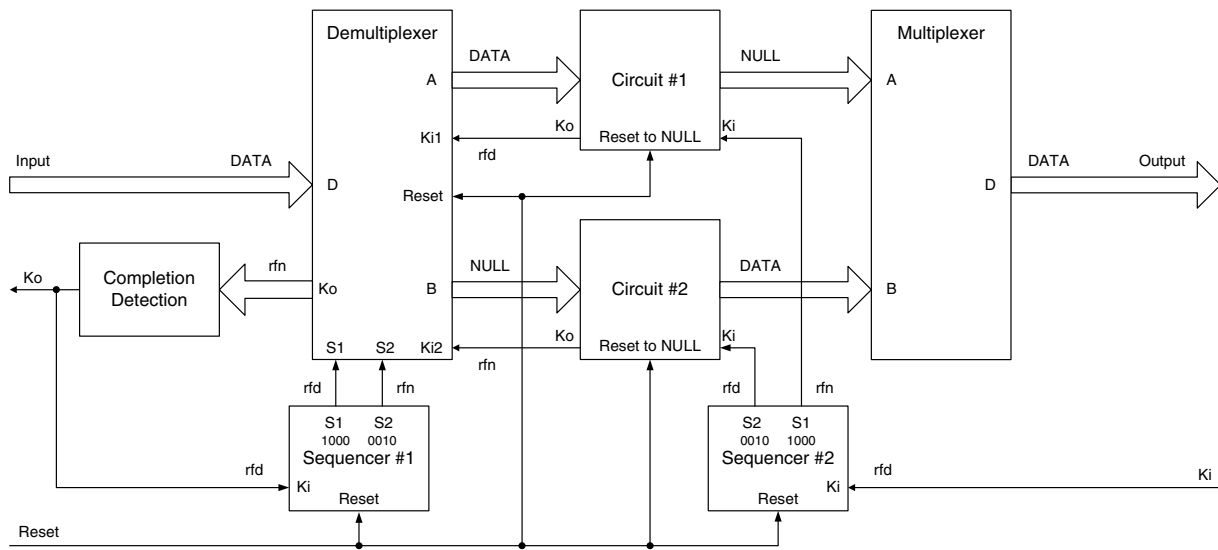 Demultiplexer
Multiplexer
DATA
NULL
Circuit #1
A
A
Ko
Ki
Ki1
Reset to NULL
rfd
Input
DATA
DATA
Output
D
Reset
D
rfn
NULL
DATA
Ko
Completion
Detection
Ko
B
Circuit #2
B
Ko
Ki
S1
S2
Ki2
Reset to NULL
rfn
rfd
rfn
rfd
rfn
S1
S2
1000
0010
S2
S1
0010
1000
rfd
Sequencer #1
Sequencer #2
rfd
Ki
Ki
Ki
Reset
Reset
Reset